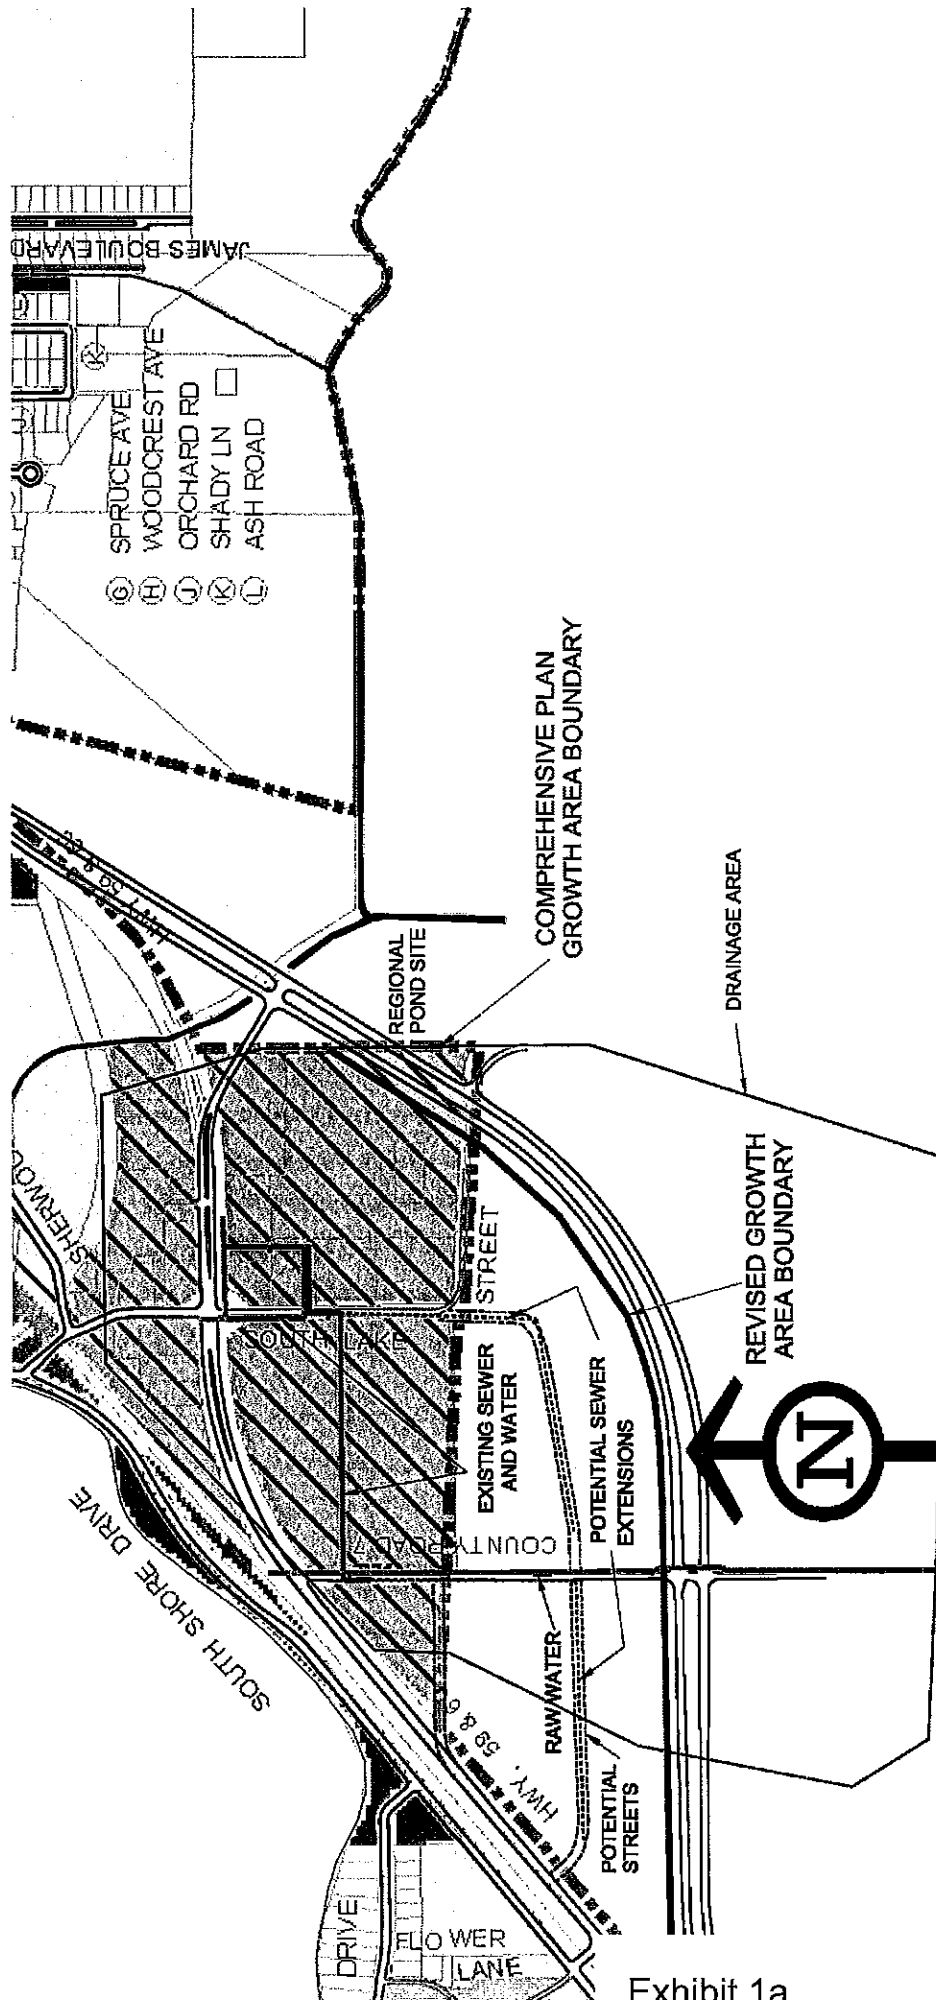 JAMES BOULEVARD
K
G SPRUCE AVE
H WOODCREST AVE
J ORCHARD RD
K SHADY LN
L ASH ROAD
COMPREHENSIVE PLAN
GROWTH AREA BOUNDARY
REGIONAL
POND SITE
DRAINAGE AREA
REVISED GROWTH
AREA BOUNDARY
SOUTH LAKE
STREET
EXISTING SEWER
AND WATER
POTENTIAL SEWER
EXTENSIONS
COUNTY ROAD 7
RAW WATER
POTENTIAL
STREETS
HWY. 59 & 6
SOUTH SHORE DRIVE
DRIVE
FLOWER
LANE
N
Exhibit 1a